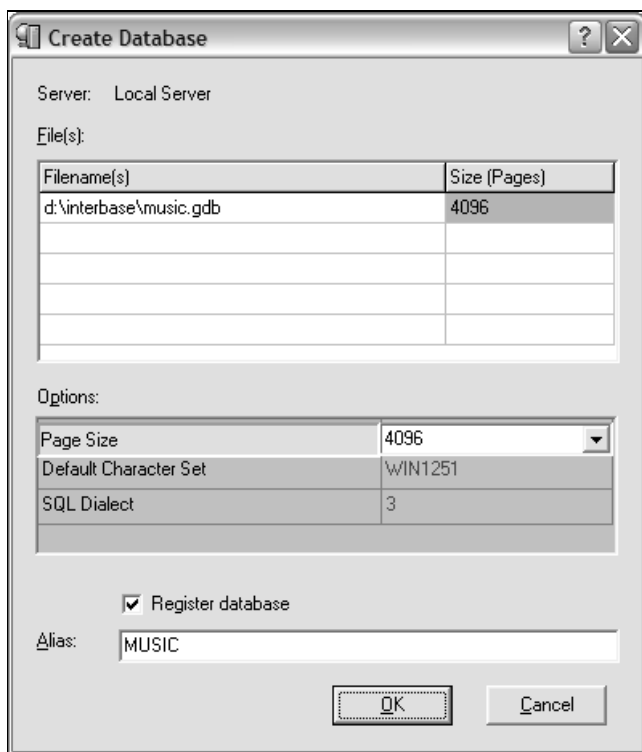 Create Database
Server: Local Server
File(s):
Filename(s) Size (Pages)
d:\interbase\music.gdb 4096
Options:
Page Size 4096
Default Character Set WIN1251
SQL Dialect 3
Register database
Alias: MUSIC
OK Cancel